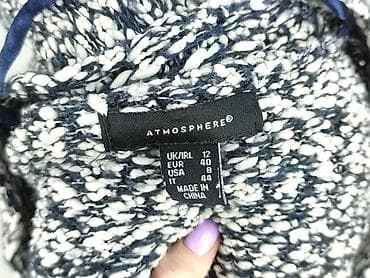 ATMOSPHERE®
UK/IRL 12
EUR 40
USA 8
IT 44
MADE IN
CHINA